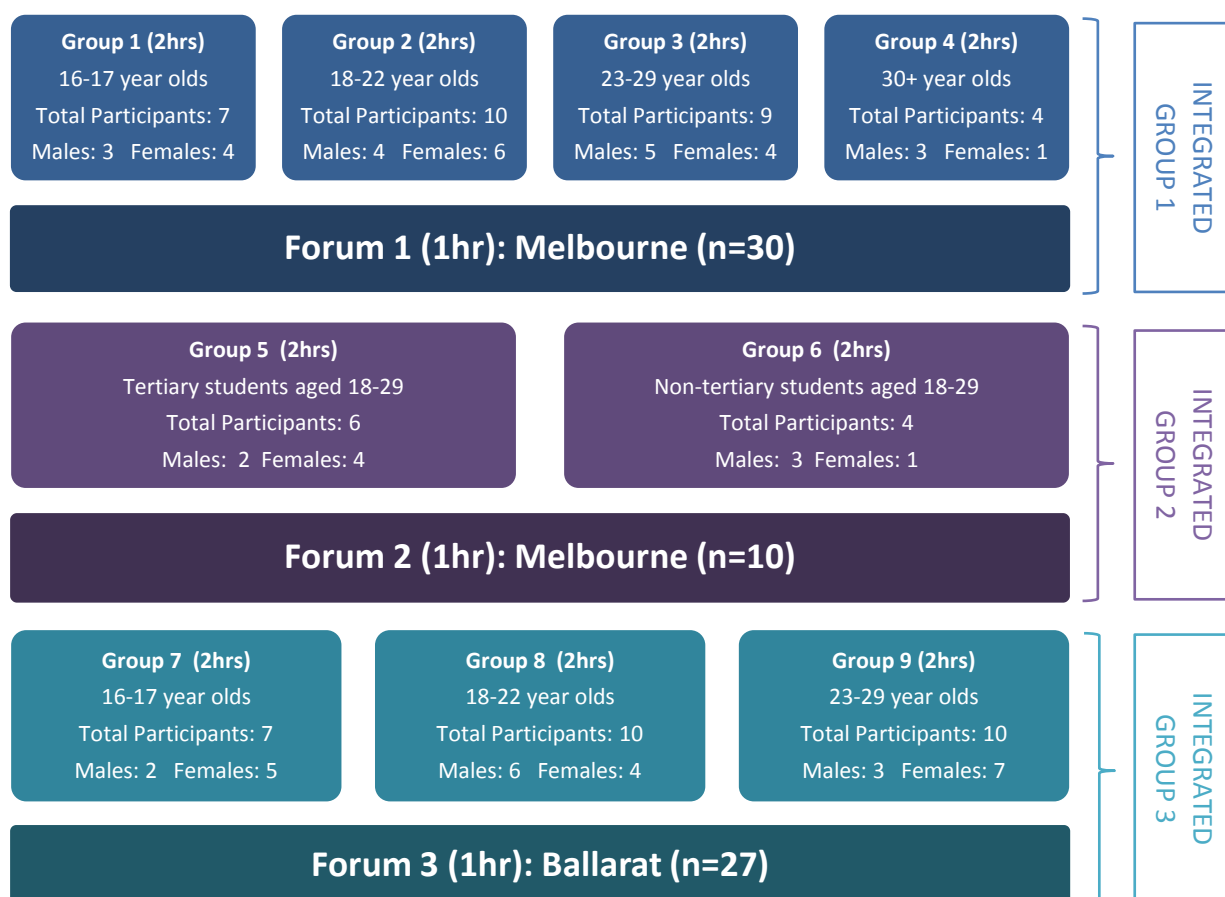 Group 1 (2hrs)
16-17 year olds
Total Participants: 7
Males: 3 Females: 4
Group 2 (2hrs)
18-22 year olds
Total Participants: 10
Males: 4 Females: 6
Group 3 (2hrs)
23-29 year olds
Total Participants: 9
Males: 5 Females: 4
Group 4 (2hrs)
30+ year olds
Total Participants: 4
Males: 3 Females: 1
Forum 1 (1hr): Melbourne (n=30)
INTEGRATED
GROUP 1
Group 5 (2hrs)
Tertiary students aged 18-29
Total Participants: 6
Males: 2 Females: 4
Group 6 (2hrs)
Non-tertiary students aged 18-29
Total Participants: 4
Males: 3 Females: 1
Forum 2 (1hr): Melbourne (n=10)
INTEGRATED
GROUP 2
Group 7 (2hrs)
16-17 year olds
Total Participants: 7
Males: 2 Females: 5
Group 8 (2hrs)
18-22 year olds
Total Participants: 10
Males: 6 Females: 4
Group 9 (2hrs)
23-29 year olds
Total Participants: 10
Males: 3 Females: 7
Forum 3 (1hr): Ballarat (n=27)
INTEGRATED
GROUP 3